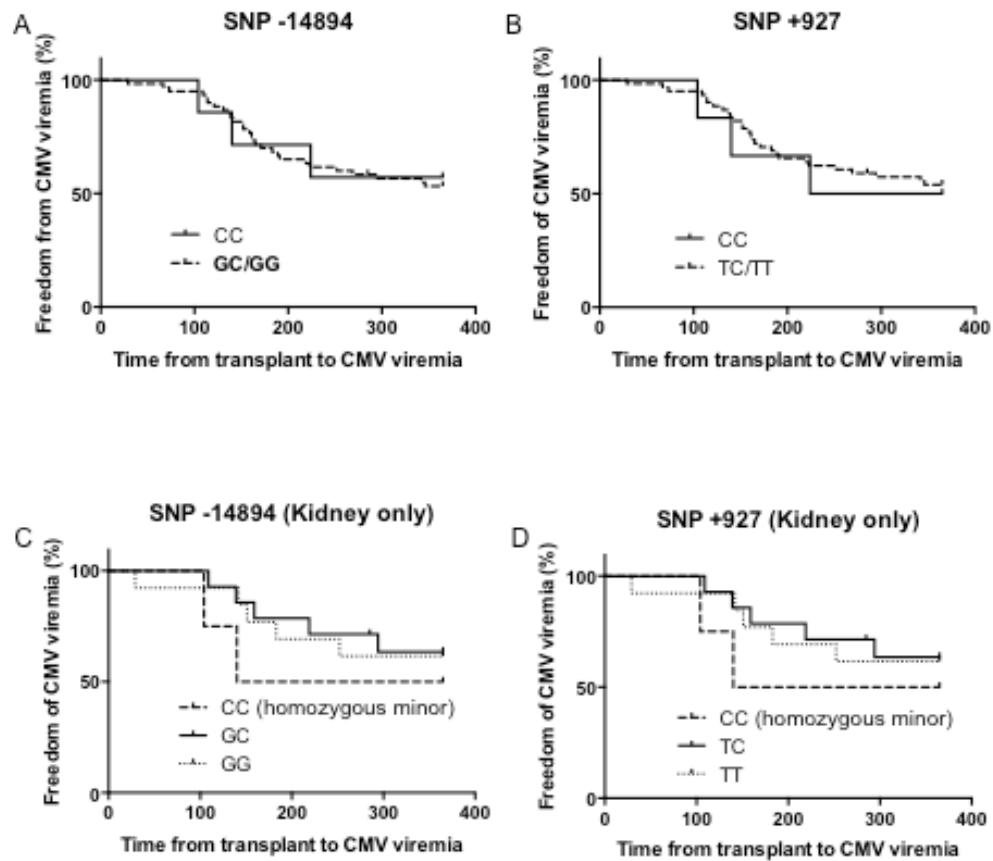 A
SNP -14894
Freedom from CMV viremia (%)
100
50
0
CC
GC/GG
0 100 200 300 400
Time from transplant to CMV viremia
B
SNP +927
Freedom of CMV viremia (%)
100
50
0
CC
TC/TT
0 100 200 300 400
Time from transplant to CMV viremia
C
SNP -14894 (Kidney only)
Freedom of CMV viremia (%)
100
50
0
CC (homozygous minor)
GC
GG
0 100 200 300 400
Time from transplant to CMV viremia
D
SNP +927 (Kidney only)
Freedom of CMV viremia (%)
100
50
0
CC (homozygous minor)
TC
TT
0 100 200 300 400
Time from transplant to CMV viremia